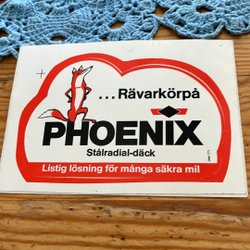 ...Rävarkörpå
PHOENIX
Stålradial-däck
Listig lösning för många säkra mil